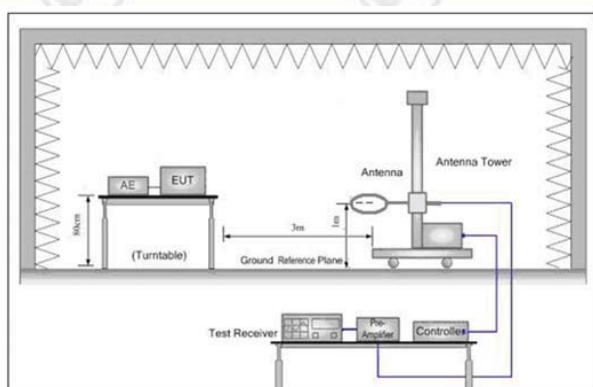 AE
EUT
Antenna
Antenna Tower
80cm
3m
1m
(Turntable)
Ground Reference Plane
Test Receiver
Pre-
Amplifier
Controller